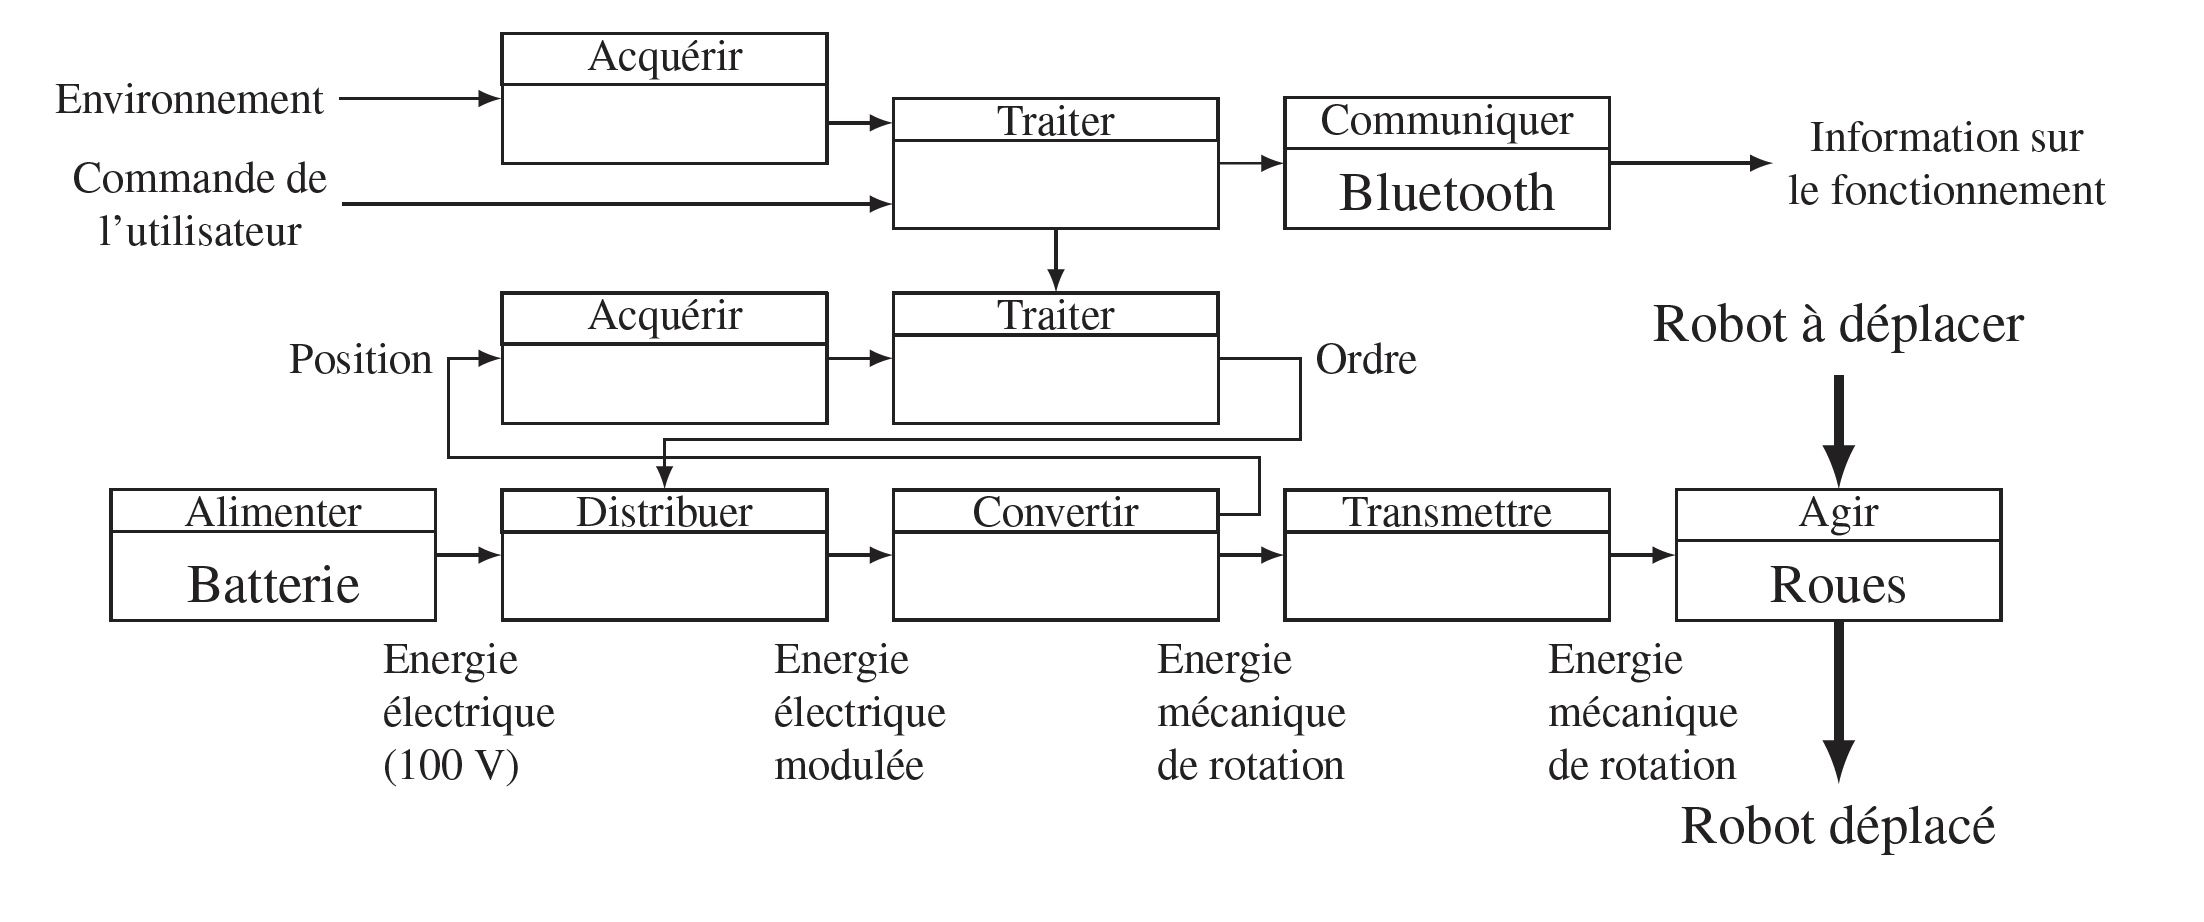 Acquérir
Environnement
Traiter
Communiquer
Bluetooth
Information sur
le fonctionnement
Commande de
l'utilisateur
Acquérir
Traiter
Position
Ordre
Robot à déplacer
Alimenter
Batterie
Distribuer
Convertir
Transmettre
Agir
Roues
Energie
électrique
(100 V)
Energie
électrique
modulée
Energie
mécanique
de rotation
Energie
mécanique
de rotation
Robot déplacé